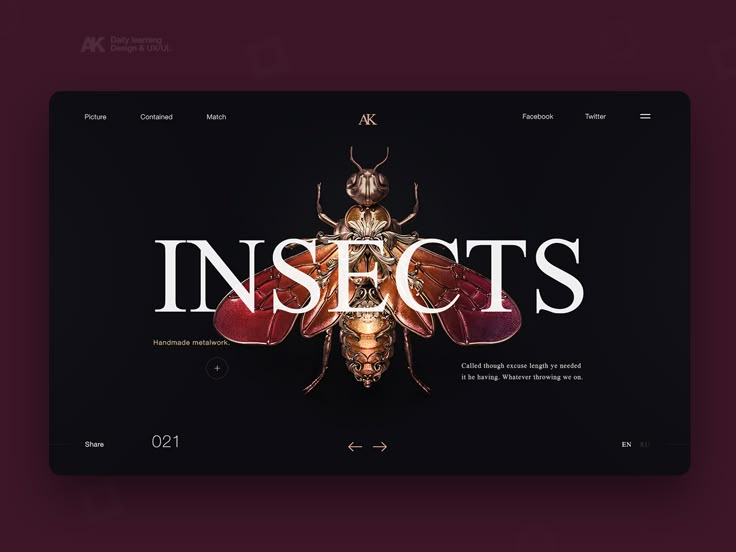 AK
Daily learning
Design & UX/UI.
Picture
Contained
Match
AK
Facebook
Twitter
INSECTS
Handmade metalwork.
+
Called though excuse length ye needed
it he having. Whatever throwing we on.
Share
021
EN
RU